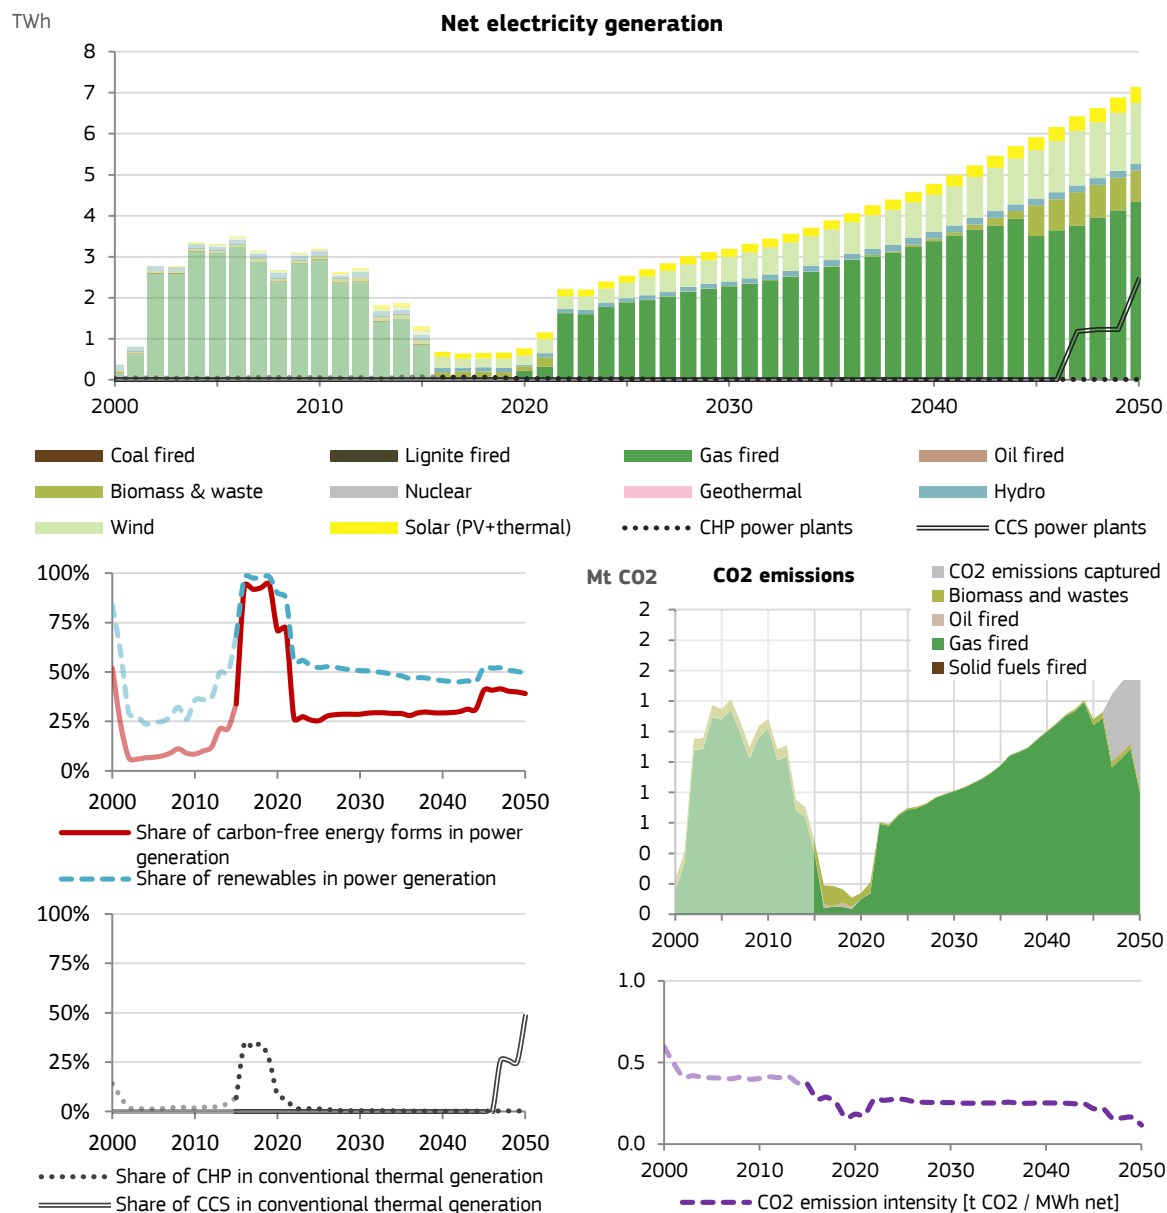 TWh
Net electricity generation
8
7
6
5
4
3
2
1
0
2000 2010 2020 2030 2040 2050
Coal fired Lignite fired Gas fired Oil fired
Biomass & waste Nuclear Geothermal Hydro
Wind Solar (PV+thermal) CHP power plants CCS power plants
100%
75%
50%
25%
0%
2000 2010 2020 2030 2040 2050
Share of carbon-free energy forms in power
generation
Share of renewables in power generation
Mt CO2
CO2 emissions
CO2 emissions captured
Biomass and wastes
Oil fired
Gas fired
Solid fuels fired
2
2
2
1
1
1
1
1
0
0
0
2000 2010 2020 2030 2040 2050
100%
75%
50%
25%
0%
2000 2010 2020 2030 2040 2050
Share of CHP in conventional thermal generation
Share of CCS in conventional thermal generation
1.0
0.5
0.0
2000 2010 2020 2030 2040 2050
CO2 emission intensity [t CO2 / MWh net]